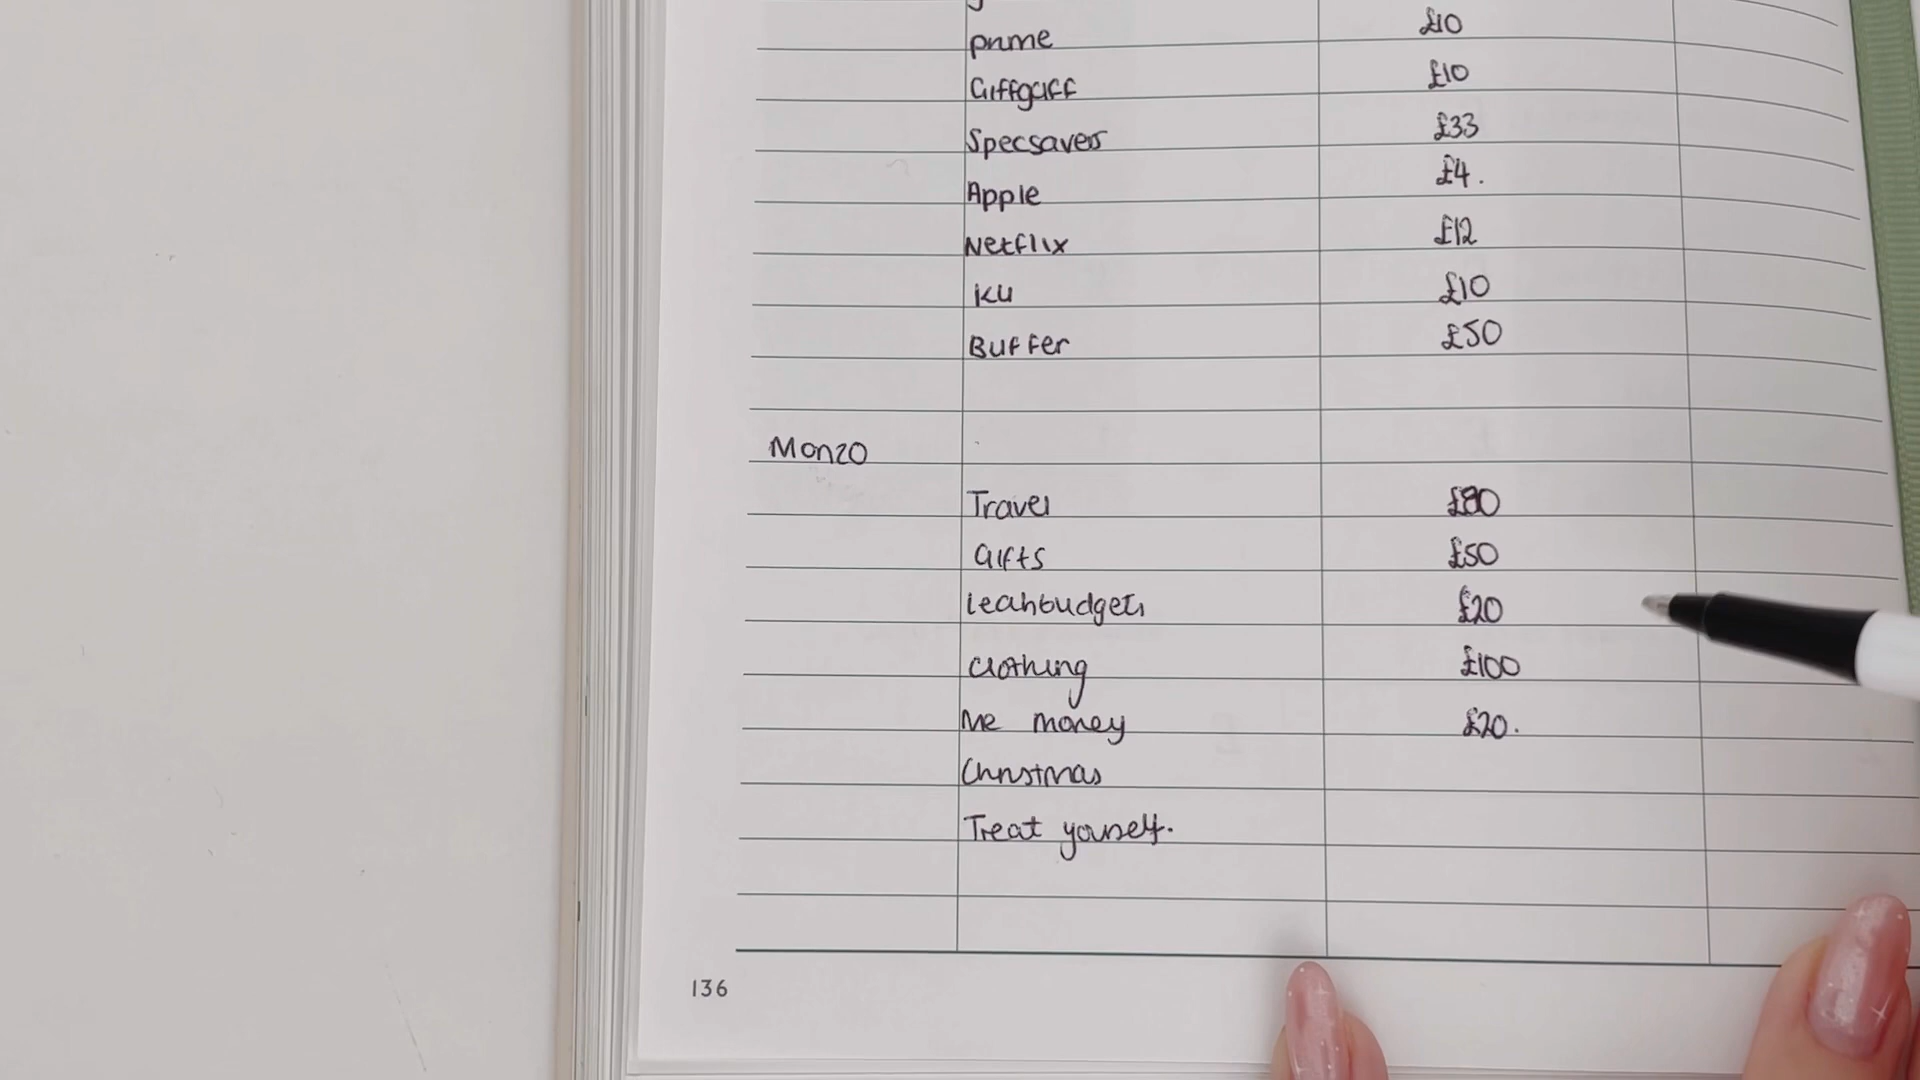 prime £10
Giffgaff £10
Specsavers £33
Apple £4.
Netflix £12
KU £10
Buffer £50
Monzo
Travel £80
Gifts £50
Leahbudgets £20
Clothing £100
Me money £20.
Christmas
Treat yourself.
136